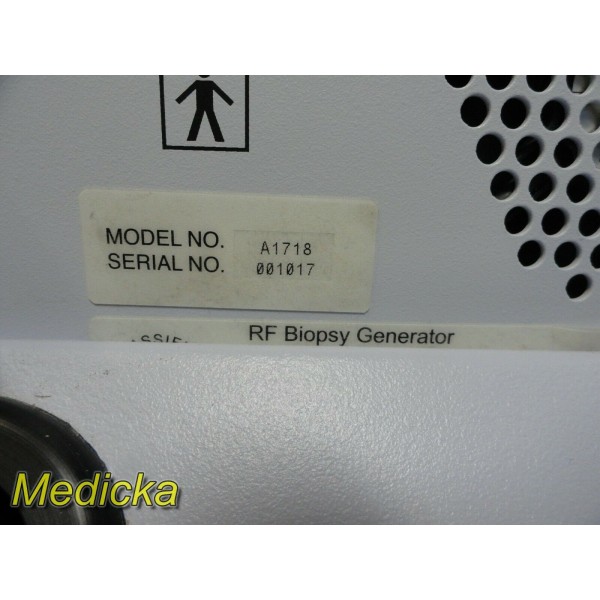 MODEL NO. A1718
SERIAL NO. 001017
RF Biopsy Generator
Medicka